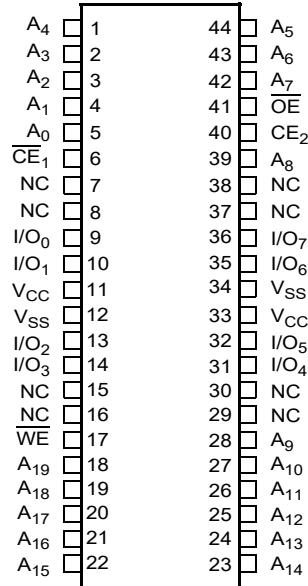 A4 1 44 A5
A3 2 43 A6
A2 3 42 A7
A1 4 41 O̅E̅
A0 5 40 CE2
C̅E̅1 6 39 A8
NC 7 38 NC
NC 8 37 NC
I/O0 9 36 I/O7
I/O1 10 35 I/O6
VCC 11 34 VSS
VSS 12 33 VCC
I/O2 13 32 I/O5
I/O3 14 31 I/O4
NC 15 30 NC
NC 16 29 NC
W̅E̅ 17 28 A9
A19 18 27 A10
A18 19 26 A11
A17 20 25 A12
A16 21 24 A13
A15 22 23 A14